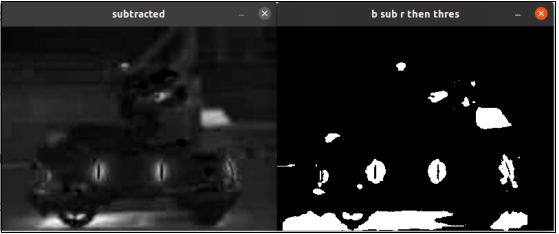 subtracted
b sub r then thres